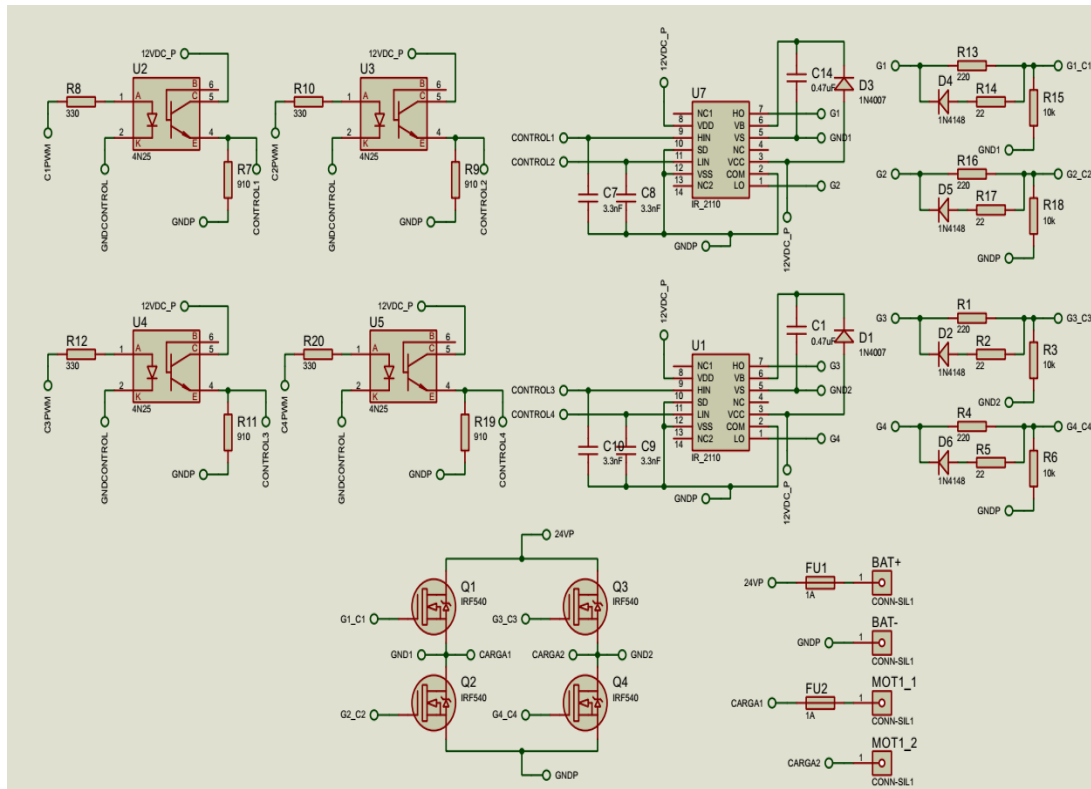 12VDC_P
U2
R8
330
A
B
C
K
E
1
2
6
5
4
4N25
C1PWM
GNDCONTROL
R7
910
GNDP
CONTROL1
12VDC_P
U3
R10
330
A
B
C
K
E
1
2
6
5
4
4N25
C2PWM
GNDCONTROL
R9
910
GNDP
CONTROL2
12VDC_P
U7
NC1
VDD
HIN
SD
LIN
VSS
NC2
8
9
10
11
12
13
14
HO
VB
VS
NC
VCC
COM
LO
7
6
5
4
3
2
1
IR_2110
CONTROL1
CONTROL2
C7
3.3nF
C8
3.3nF
GNDP
C14
0.47uF
D3
1N4007
G1
GND1
G2
12VDC_P
G1
R13
220
G1_C1
D4
1N4148
R14
22
R15
10k
GND1
G2
R16
220
G2_C2
D5
1N4148
R17
22
R18
10k
GNDP
12VDC_P
U4
R12
330
A
B
C
K
E
1
2
6
5
4
4N25
C3PWM
GNDCONTROL
R11
910
GNDP
CONTROL3
12VDC_P
U5
R20
330
A
B
C
K
E
1
2
6
5
4
4N25
C4PWM
GNDCONTROL
R19
910
GNDP
CONTROL4
12VDC_P
U1
NC1
VDD
HIN
SD
LIN
VSS
NC2
8
9
10
11
12
13
14
HO
VB
VS
NC
VCC
COM
LO
7
6
5
4
3
2
1
IR_2110
CONTROL3
CONTROL4
C10
3.3nF
C9
3.3nF
GNDP
C1
0.47uF
D1
1N4007
G3
GND2
G4
12VDC_P
G3
R1
220
G3_C3
D2
1N4148
R2
22
R3
10k
GND2
G4
R4
220
G4_C4
D6
1N4148
R5
22
R6
10k
GNDP
24VP
Q1
IRF540
G1_C1
Q3
IRF540
G3_C3
GND1
CARGA1
CARGA2
GND2
Q2
IRF540
G2_C2
Q4
IRF540
G4_C4
GNDP
24VP
FU1
1A
1
BAT+
CONN-SIL1
GNDP
1
BAT-
CONN-SIL1
CARGA1
FU2
1A
1
MOT1_1
CONN-SIL1
CARGA2
1
MOT1_2
CONN-SIL1